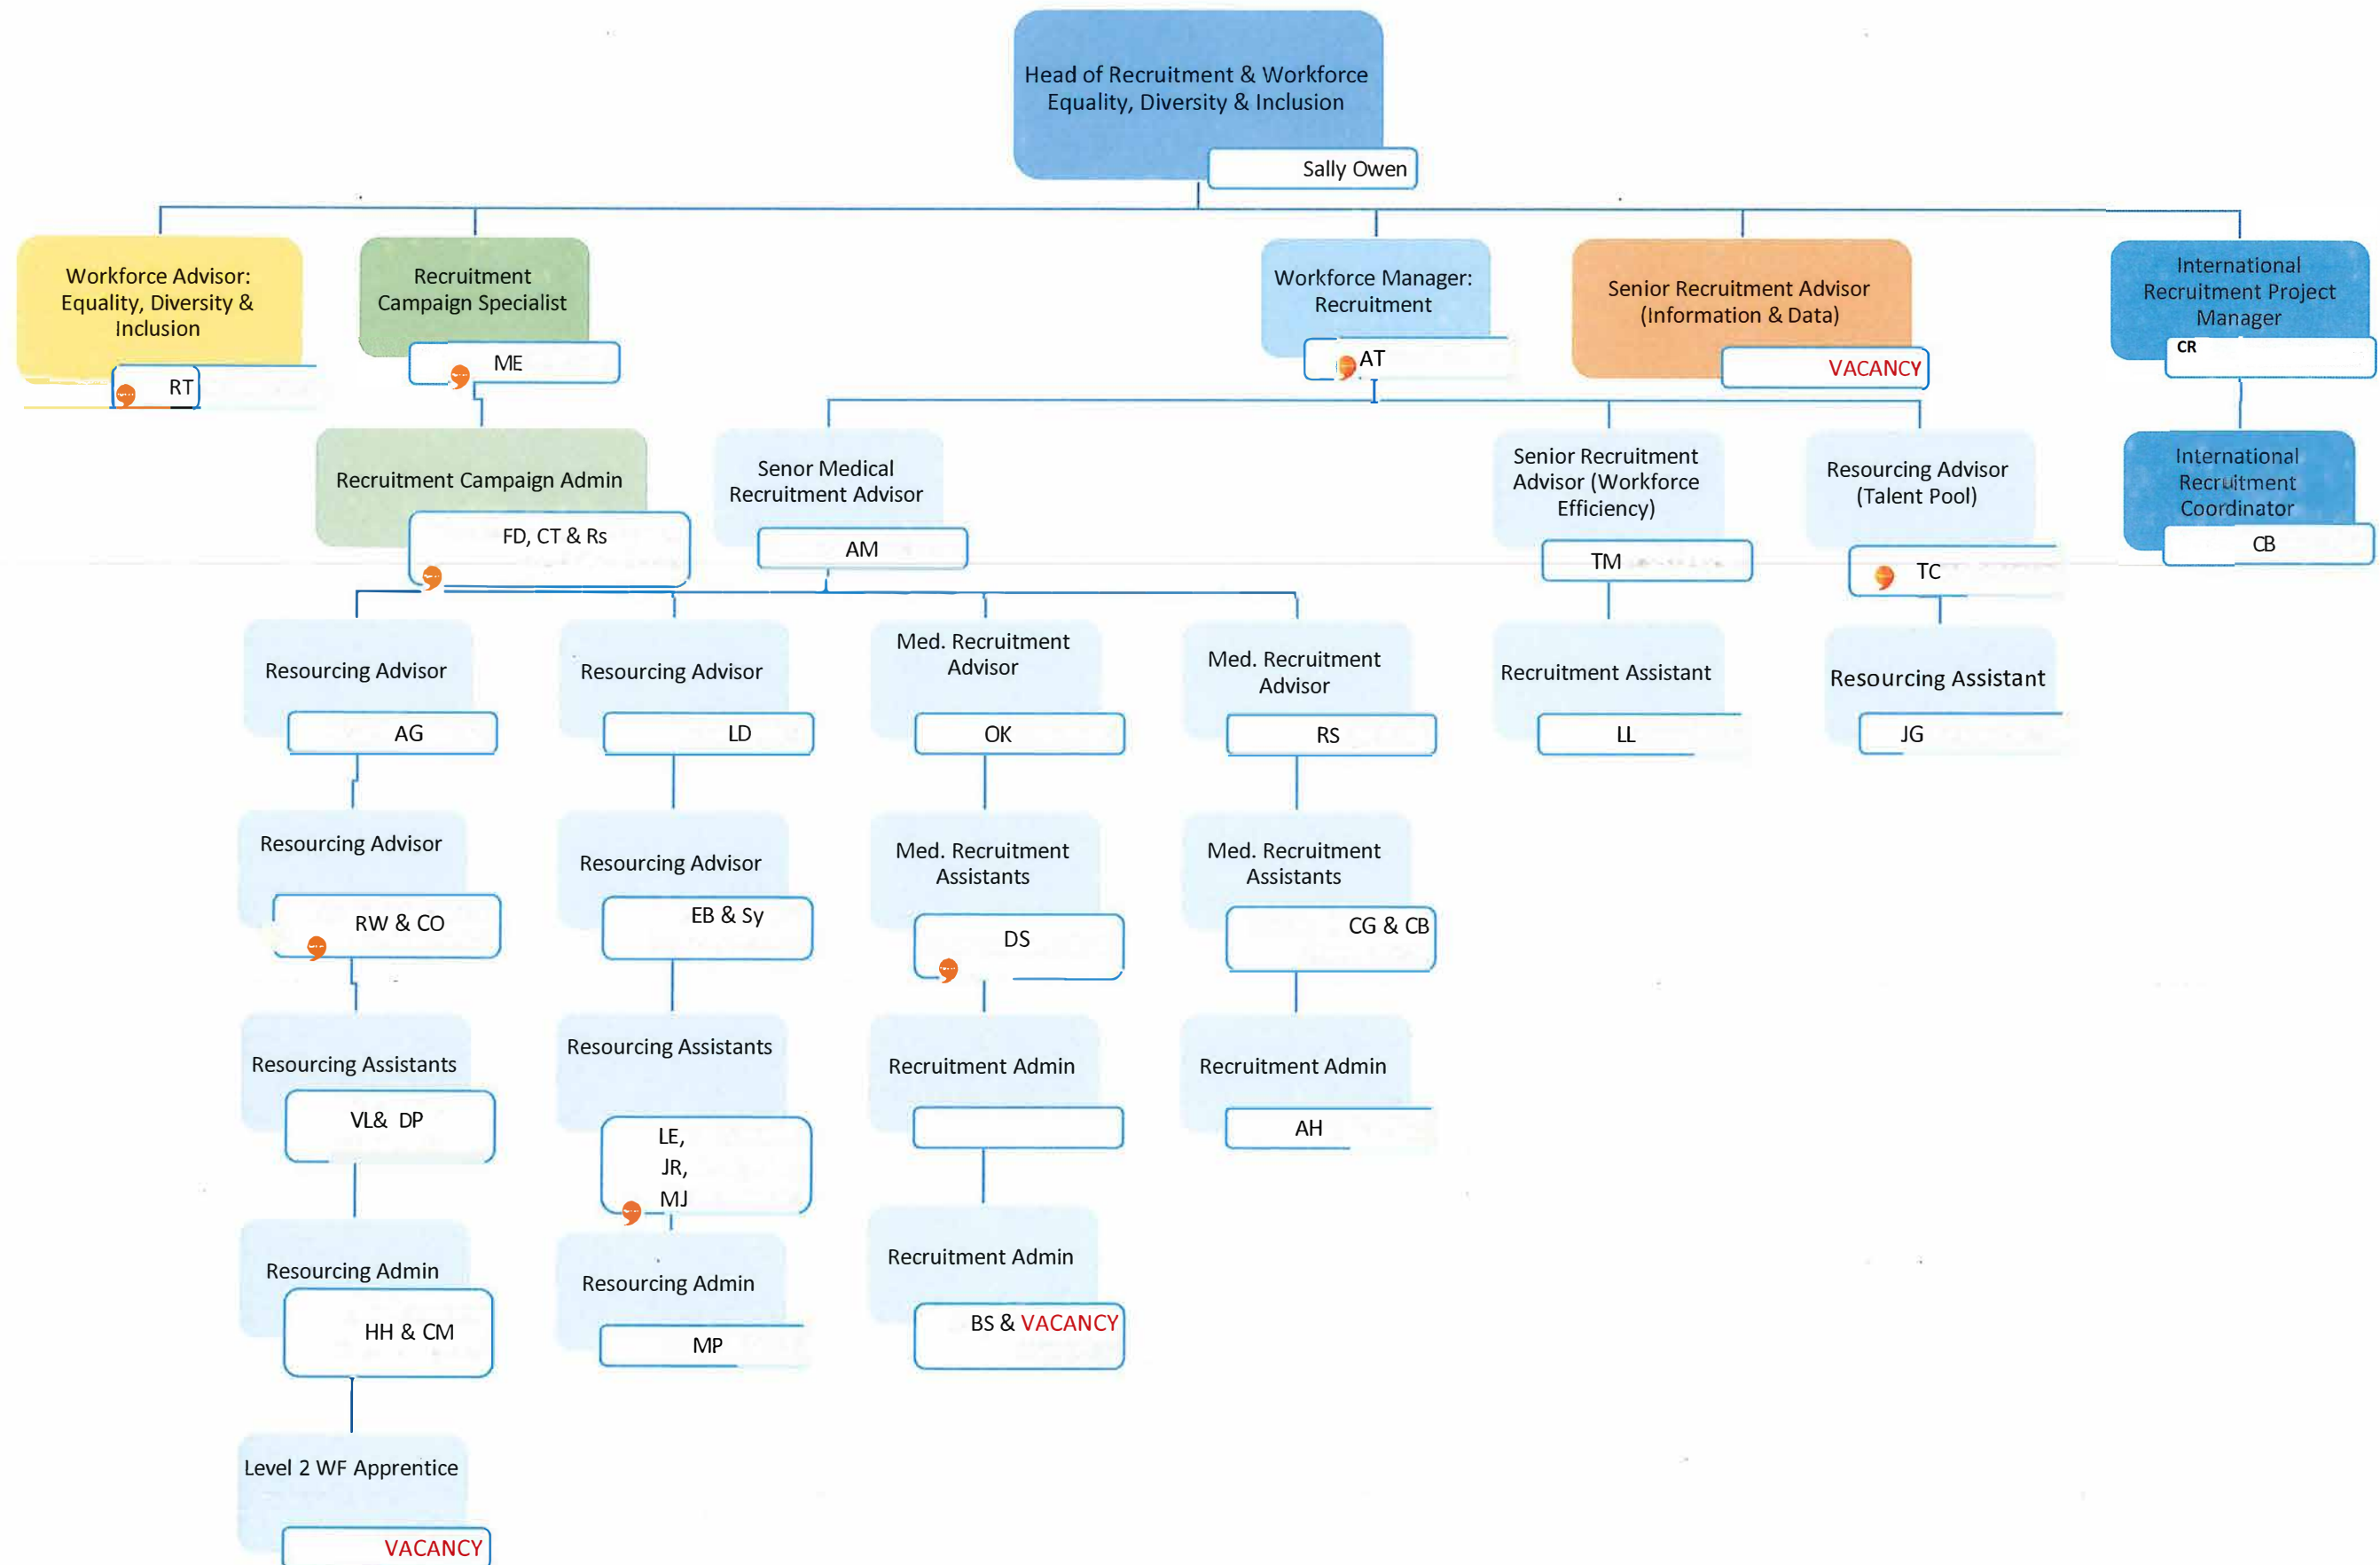 Head of Recruitment & Workforce
Equality, Diversity & Inclusion
Sally Owen
Workforce Advisor:
Equality, Diversity &
Inclusion
RT
Recruitment
Campaign Specialist
ME
Workforce Manager:
Recruitment
AT
Senior Recruitment Advisor
(Information & Data)
VACANCY
International
Recruitment Project
Manager
CR
Recruitment Campaign Admin
FD, CT & Rs
Senor Medical
Recruitment Advisor
AM
Senior Recruitment
Advisor (Workforce
Efficiency)
TM
Resourcing Advisor
(Talent Pool)
TC
International
Recruitment
Coordinator
CB
Resourcing Advisor
AG
Resourcing Advisor
LD
Med. Recruitment
Advisor
OK
Med. Recruitment
Advisor
RS
Recruitment Assistant
LL
Resourcing Assistant
JG
Resourcing Advisor
RW & CO
Resourcing Advisor
EB & Sy
Med. Recruitment
Assistants
DS
Med. Recruitment
Assistants
CG & CB
Resourcing Assistants
VL& DP
Resourcing Assistants
LE,
JR,
MJ
Recruitment Admin
Recruitment Admin
AH
Resourcing Admin
HH & CM
Resourcing Admin
MP
Recruitment Admin
BS & VACANCY
Level 2 WF Apprentice
VACANCY